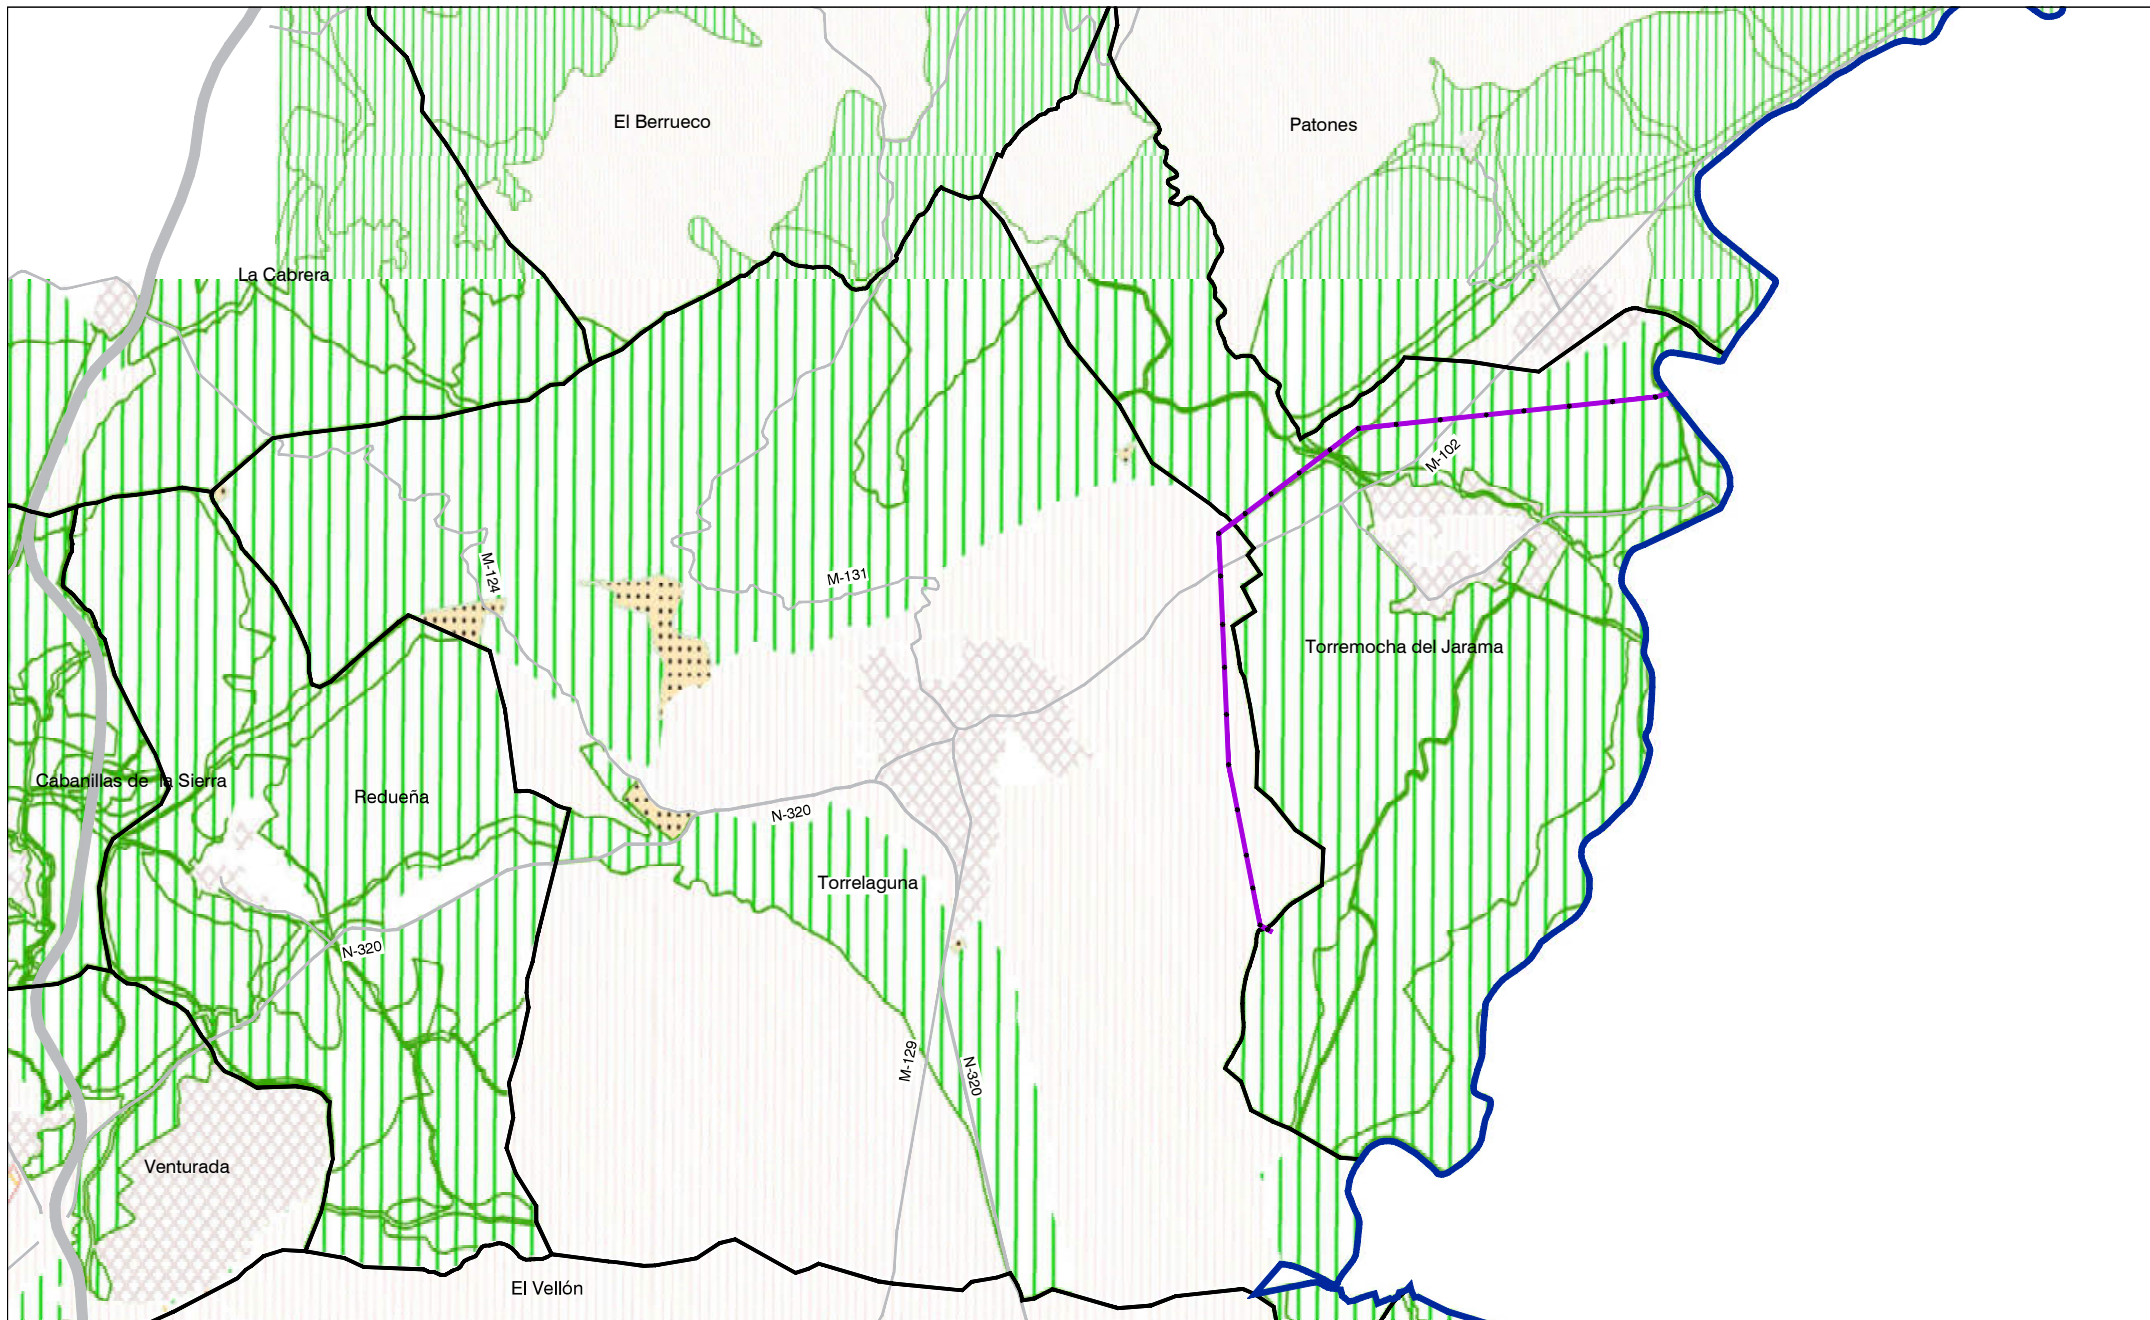 El Berrueco
Patones
La Cabrera
M-102
M-124
M-131
Torremocha del Jarama
Cabanillas de la Sierra
Redueña
N-320
Torrelaguna
N-320
M-129
N-320
Venturada
El Vellón